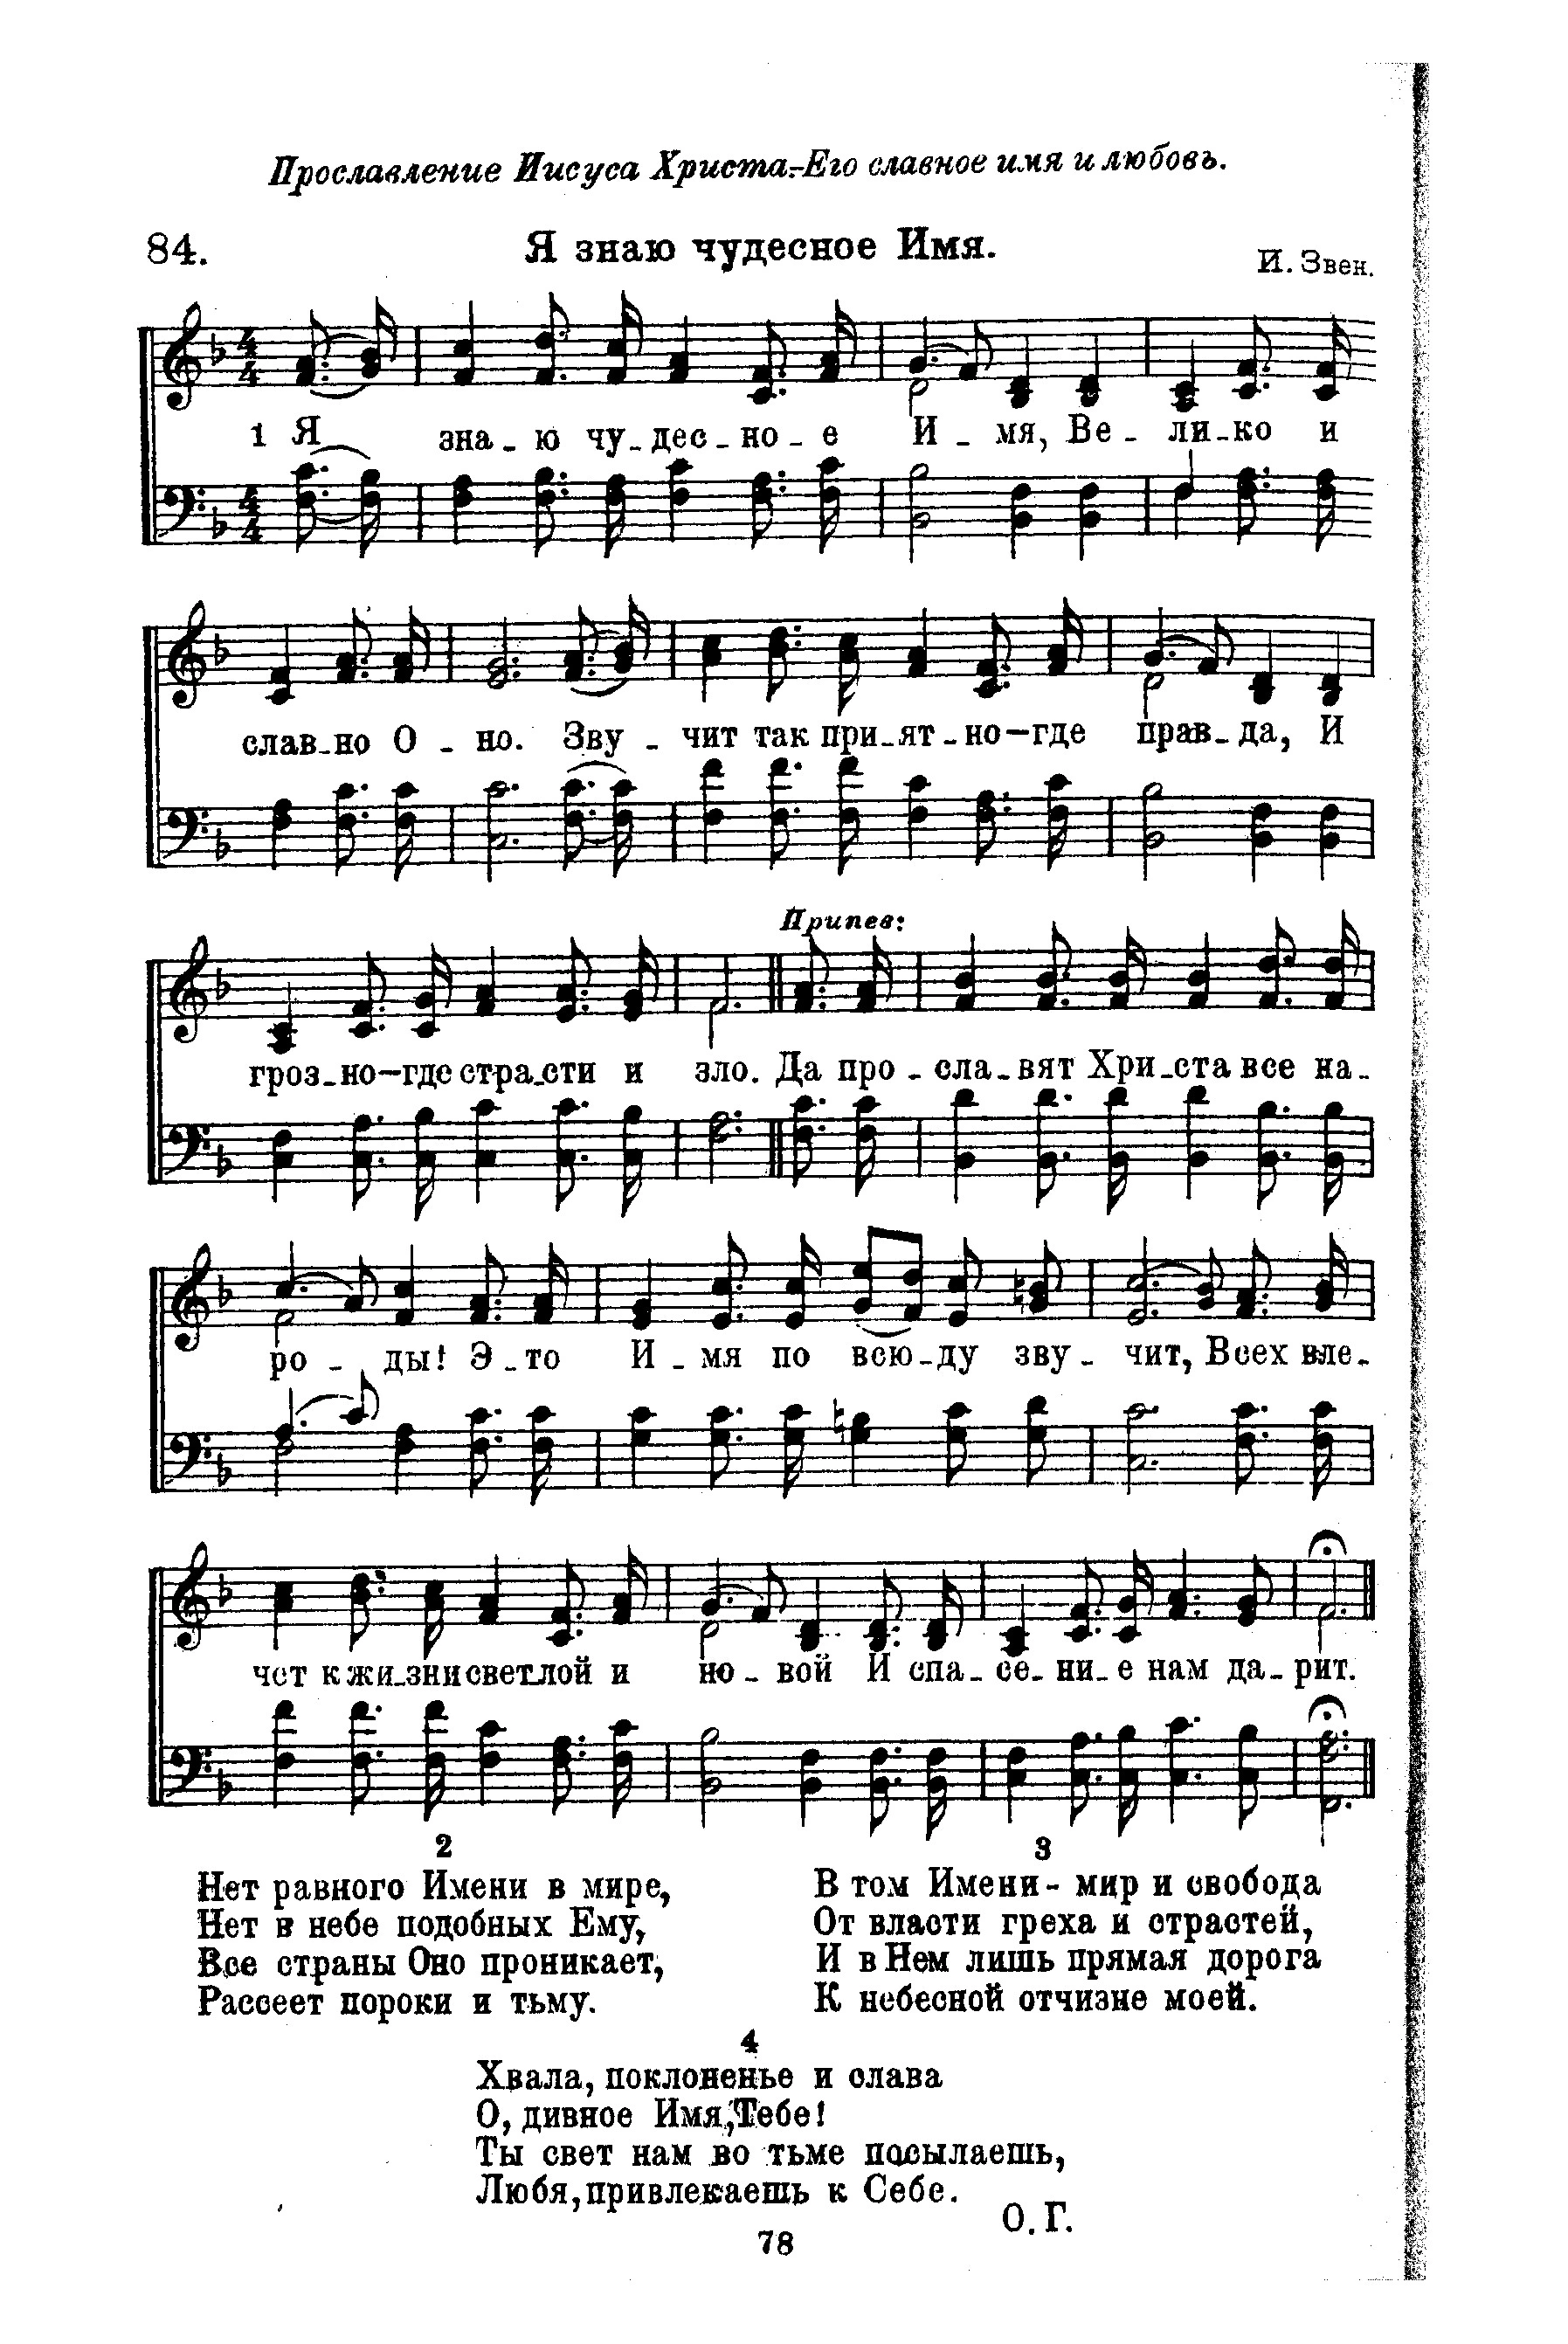 Прославление Иисуса Христа.-Его славное имя и любовь.
84. Я знаю чудесное Имя. И. Звен.
4 4
1 Я зна - ю чу - дес - но - е И - мя, Ве - ли - ко и
4 4
слав - но О - но. Зву - чит так при - ят - но — где прав - да, И
Припев:
гроз - но — где стра - сти и зло. Да про - сла - вят Хри - ста все на -
ро - ды! Э - то И - мя по всю - ду зву - чит, Всех вле -
чет к жи - зни свет - лой и но - вой И спа - се - ни - е нам да - рит.
2
Нет равного Имени в мире,
Нет в небе подобных Ему,
Все страны Оно проникает,
Рассеет пороки и тьму.
3
В том Имени - мир и свобода
От власти греха и страстей,
И в Нем лишь прямая дорога
К небесной отчизне моей.
4
Хвала, поклоненье и слава
О, дивное Имя, Тебе!
Ты свет нам во тьме посылаешь,
Любя, привлекаешь к Себе.
О. Г.
78